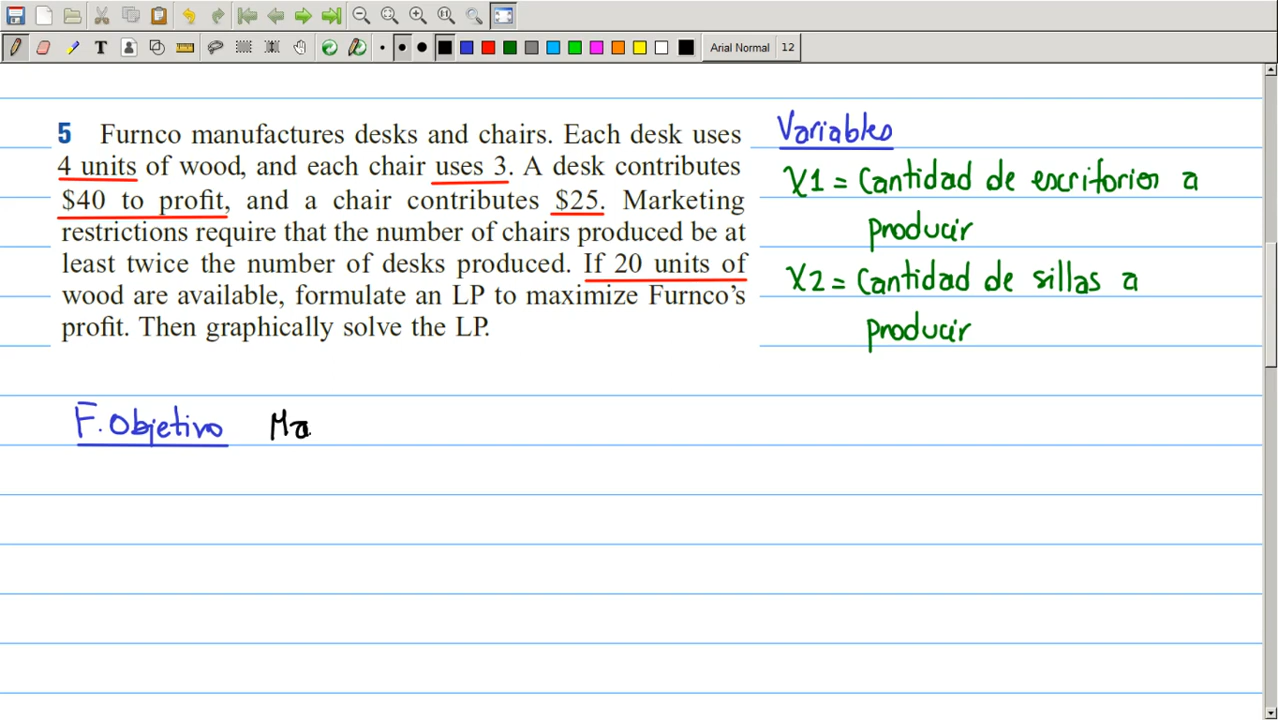 Arial Normal 12
5 Furnco manufactures desks and chairs. Each desk uses
4 units of wood, and each chair uses 3. A desk contributes
$40 to profit, and a chair contributes $25. Marketing
restrictions require that the number of chairs produced be at
least twice the number of desks produced. If 20 units of
wood are available, formulate an LP to maximize Furnco's
profit. Then graphically solve the LP.
Variables
X1 = Cantidad de escritorios a
producir
X2 = Cantidad de sillas a
producir
F. Objetivo Ma